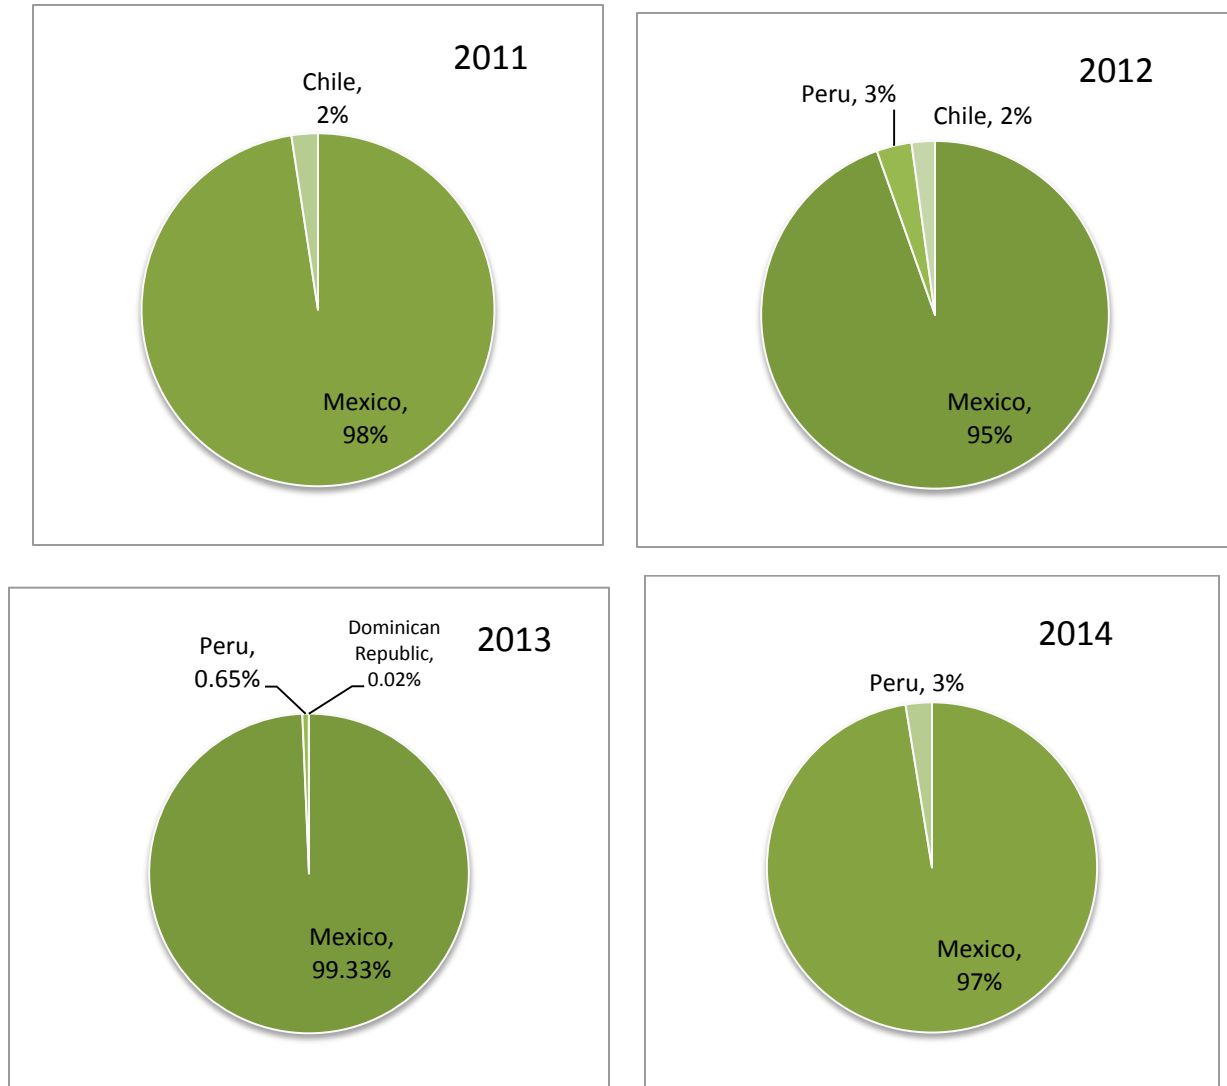 2011
Chile,
2%
Mexico,
98%
2012
Peru, 3%
Chile, 2%
Mexico,
95%
2013
Peru,
0.65%
Dominican
Republic,
0.02%
Mexico,
99.33%
2014
Peru, 3%
Mexico,
97%